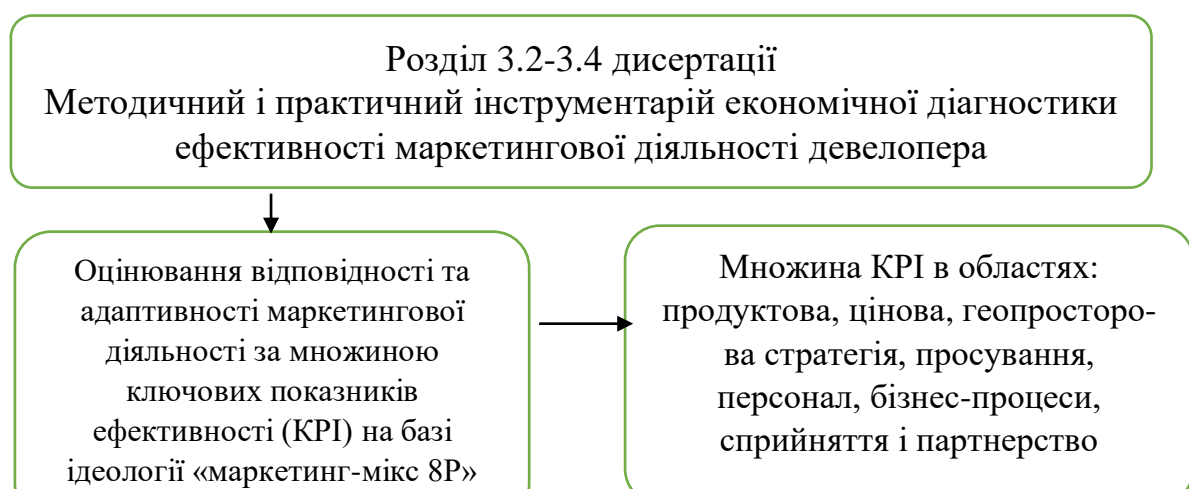 Розділ 3.2-3.4 дисертації
Методичний і практичний інструментарій економічної діагностики
ефективності маркетингової діяльності девелопера
Оцінювання відповідності та
адаптивності маркетингової
діяльності за множиною
ключових показників
ефективності (КРІ) на базі
ідеології «маркетинг-мікс 8Р»
Множина КРІ в областях:
продуктова, цінова, геопросторо-
ва стратегія, просування,
персонал, бізнес-процеси,
сприйняття і партнерство